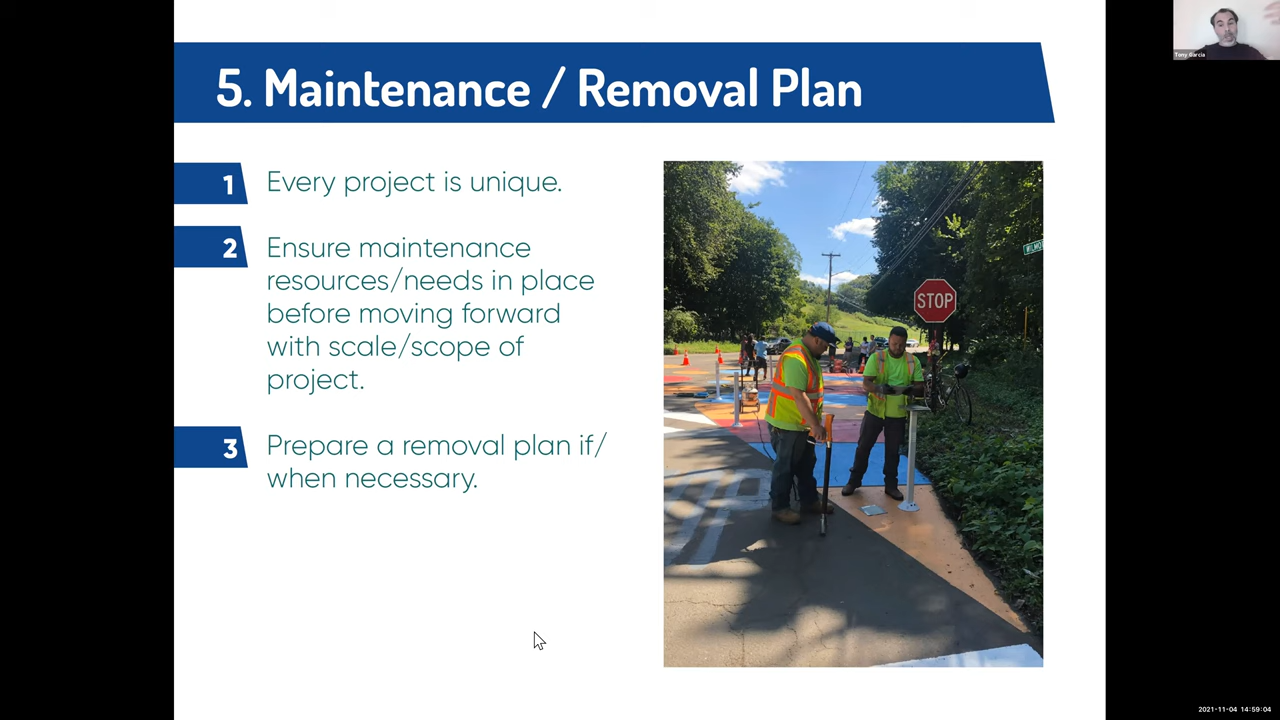 Tony Garcia
5. Maintenance / Removal Plan
1
Every project is unique.
2
Ensure maintenance
resources/needs in place
before moving forward
with scale/scope of
project.
3
Prepare a removal plan if/
when necessary.
STOP
2021-11-04 14:59:04